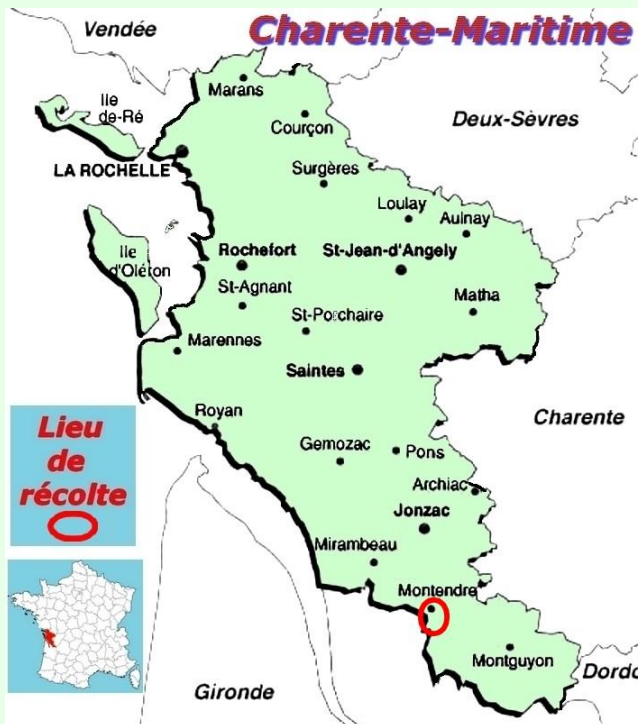 Vendée
Charente-Maritime
Marans
Ile
de-Ré
Courçon
Deux-Sèvres
LA ROCHELLE
Surgères
Loulay
Aulnay
Ile
d'Oléron
Rochefort
St-Jean-d'Angely
St-Agnant
Matha
St-Porchaire
Marennes
Saintes
Royan
Charente
Lieu
de
récolte
Gemozac
Pons
Archiac
Jonzac
Mirambeau
Montendre
Montguyon
Gironde
Dordo